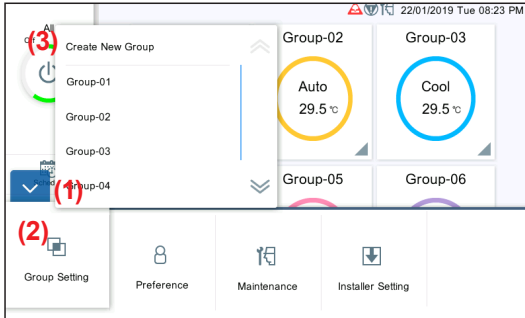 22/01/2019 Tue 08:23 PM
All
Off
(3)
Create New Group
Group-01
Group-02
Group-03
Group-04
Group-02
Auto
29.5 ℃
Group-03
Cool
29.5 ℃
Group-05
Group-06
(1)
(2)
Group Setting
Preference
Maintenance
Installer Setting